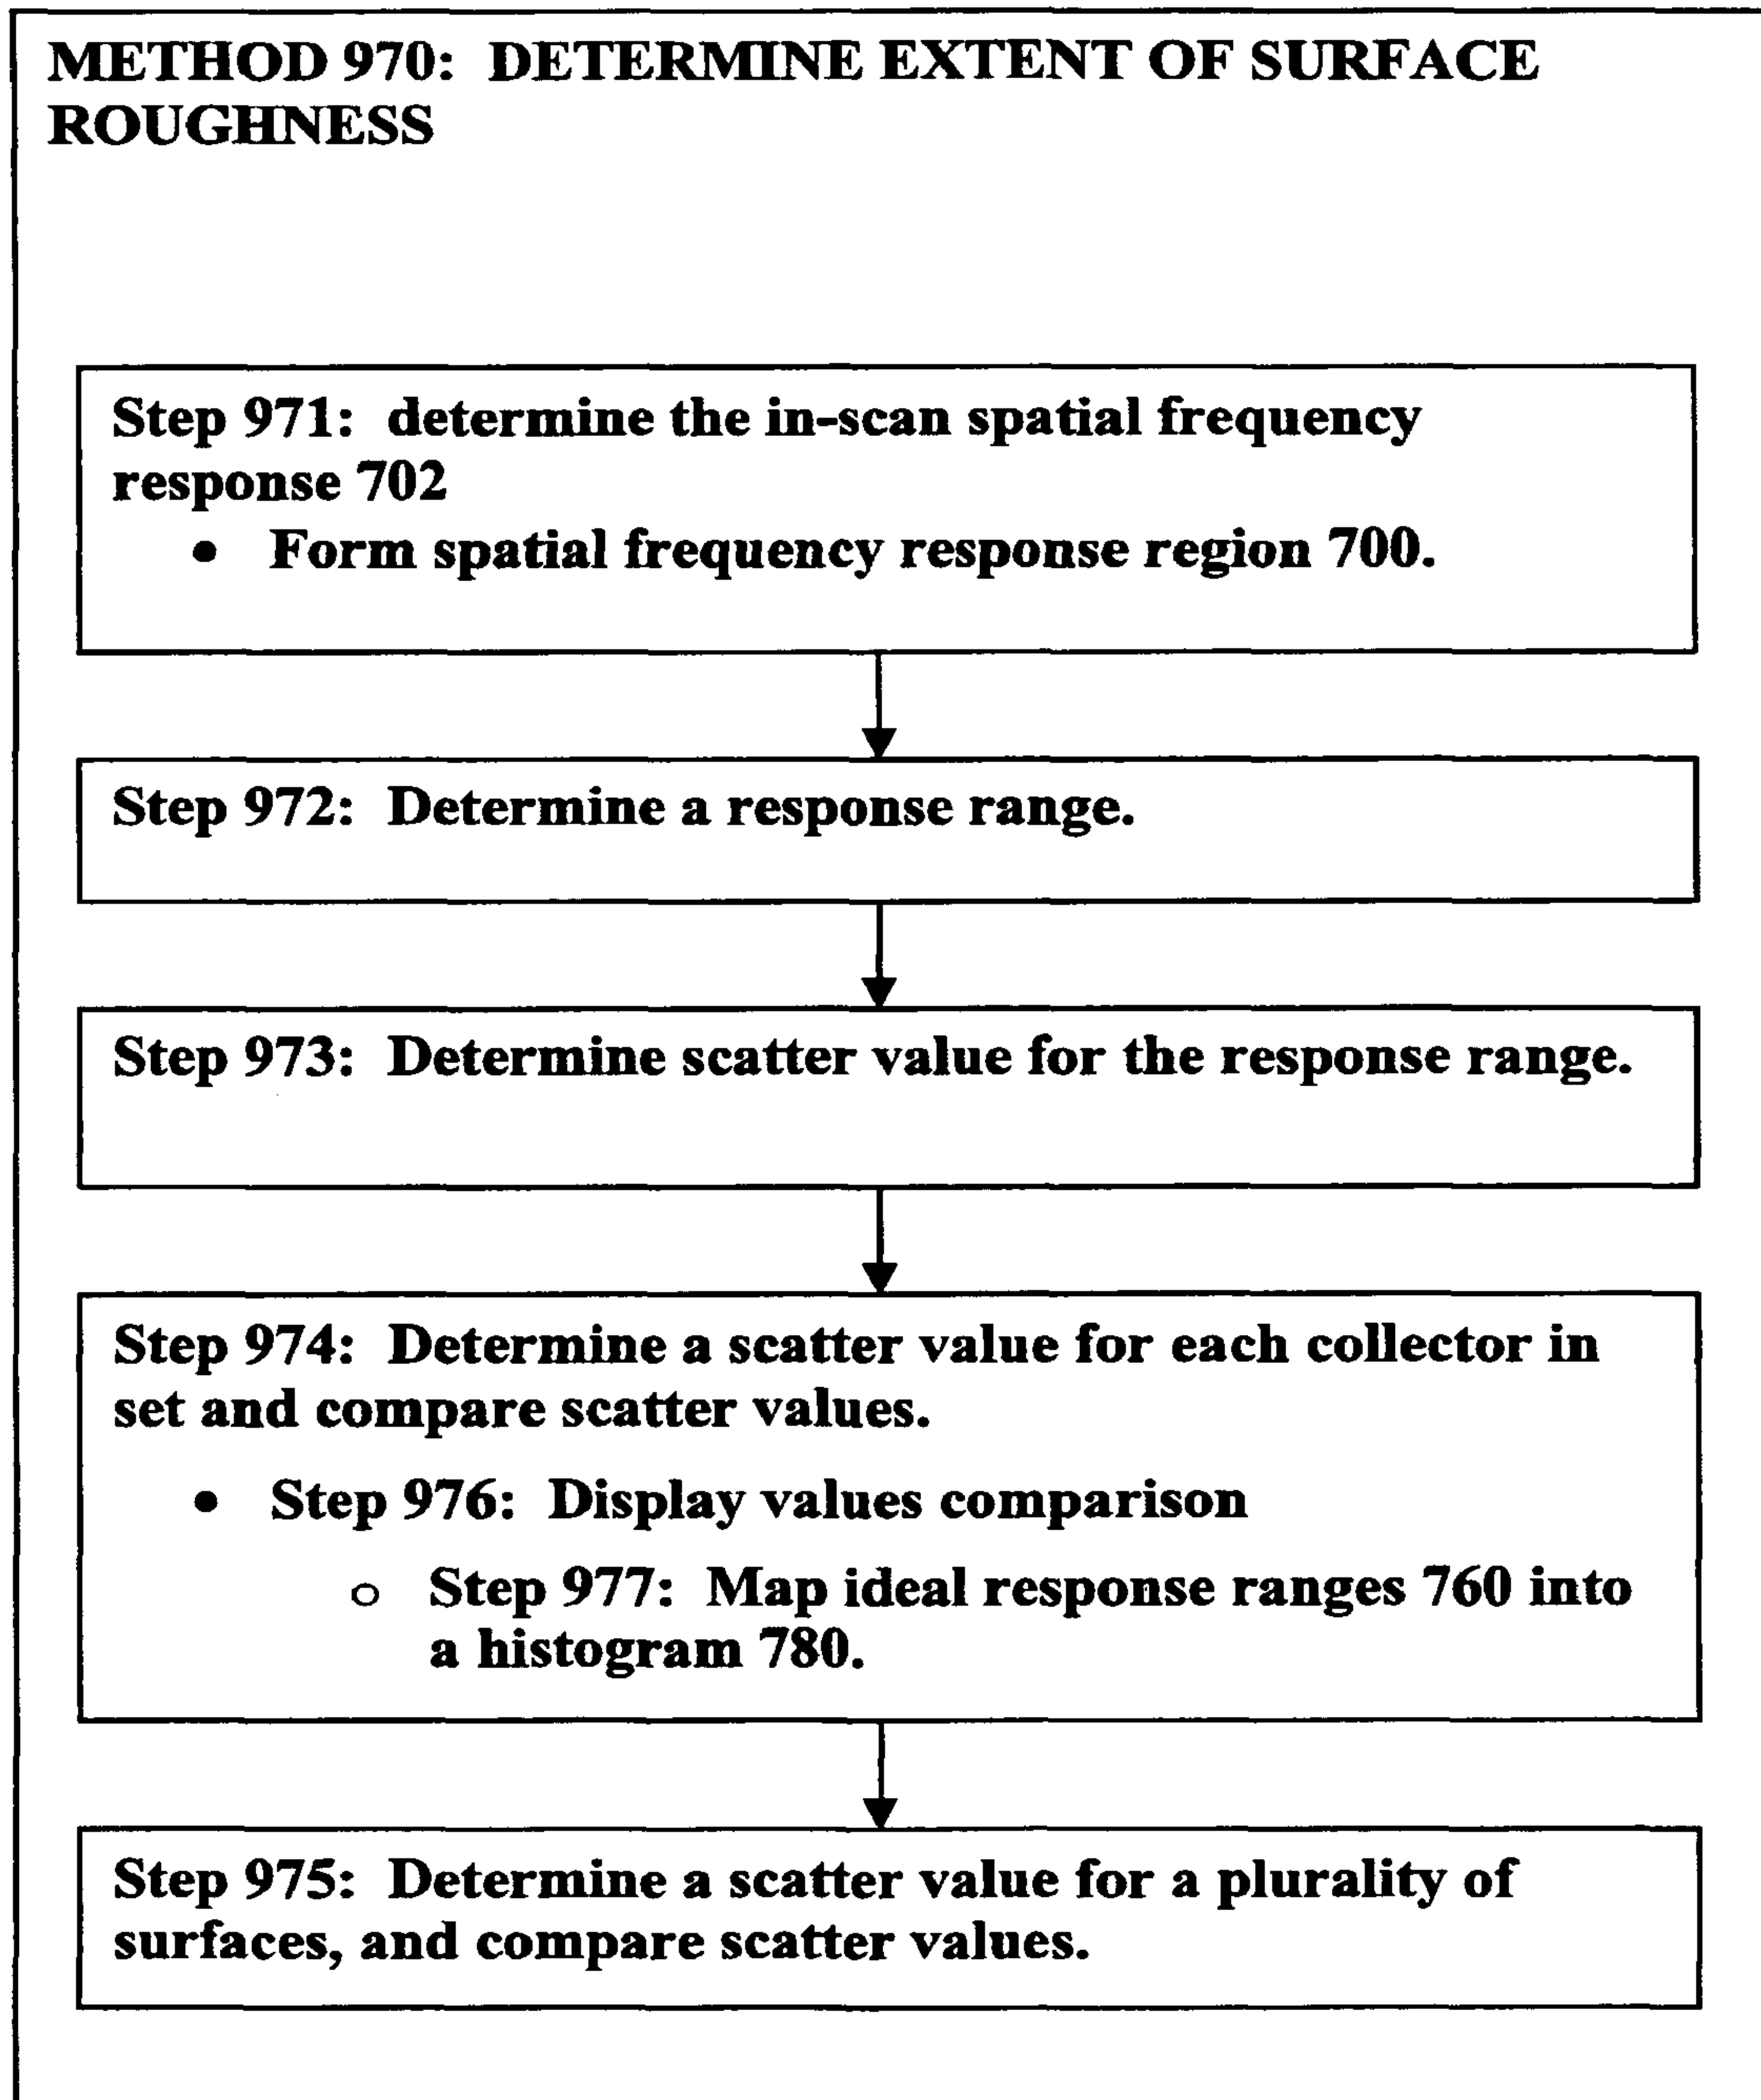 METHOD 970: DETERMINE EXTENT OF SURFACE
ROUGHNESS
Step 971: determine the in-scan spatial frequency
response 702
• Form spatial frequency response region 700.
Step 972: Determine a response range.
Step 973: Determine scatter value for the response range.
Step 974: Determine a scatter value for each collector in
set and compare scatter values.
• Step 976: Display values comparison
o Step 977: Map ideal response ranges 760 into
a histogram 780.
Step 975: Determine a scatter value for a plurality of
surfaces, and compare scatter values.